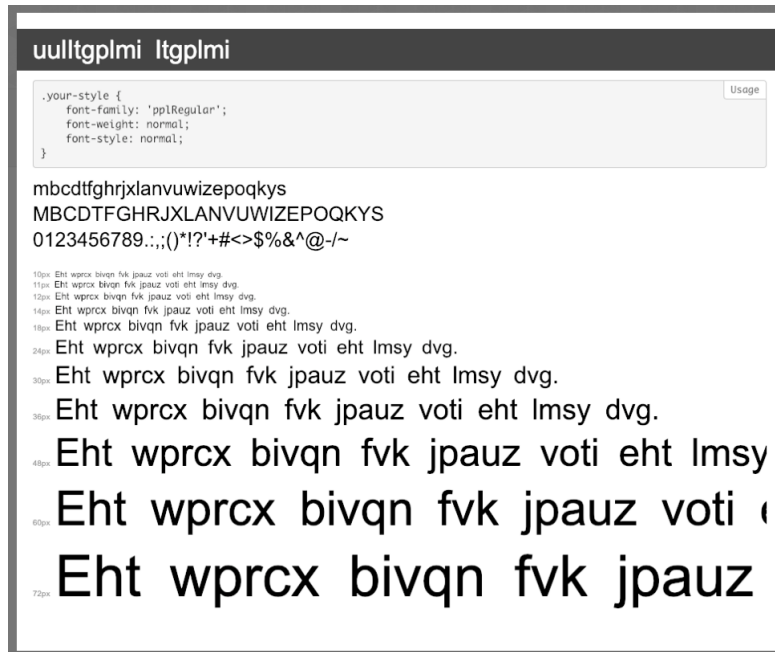 uulltgplmi ltgplmi
Usage
.your-style {
font-family: 'pplRegular';
font-weight: normal;
font-style: normal;
}
mbcdtfghrjxlanvuwizepoqkys
MBCDTFGHRJXLANVUWIZEPOQKYS
0123456789.:,;()*!?'+#<>$%&^@-/~
10px Eht wprcx bivqn fvk jpauz voti eht lmsy dvg.
11px Eht wprcx bivqn fvk jpauz voti eht lmsy dvg.
12px Eht wprcx bivqn fvk jpauz voti eht lmsy dvg.
14px Eht wprcx bivqn fvk jpauz voti eht lmsy dvg.
18px Eht wprcx bivqn fvk jpauz voti eht lmsy dvg.
24px Eht wprcx bivqn fvk jpauz voti eht lmsy dvg.
30px Eht wprcx bivqn fvk jpauz voti eht lmsy dvg.
36px Eht wprcx bivqn fvk jpauz voti eht lmsy dvg.
48px Eht wprcx bivqn fvk jpauz voti eht lmsy
60px Eht wprcx bivqn fvk jpauz voti
72px Eht wprcx bivqn fvk jpauz